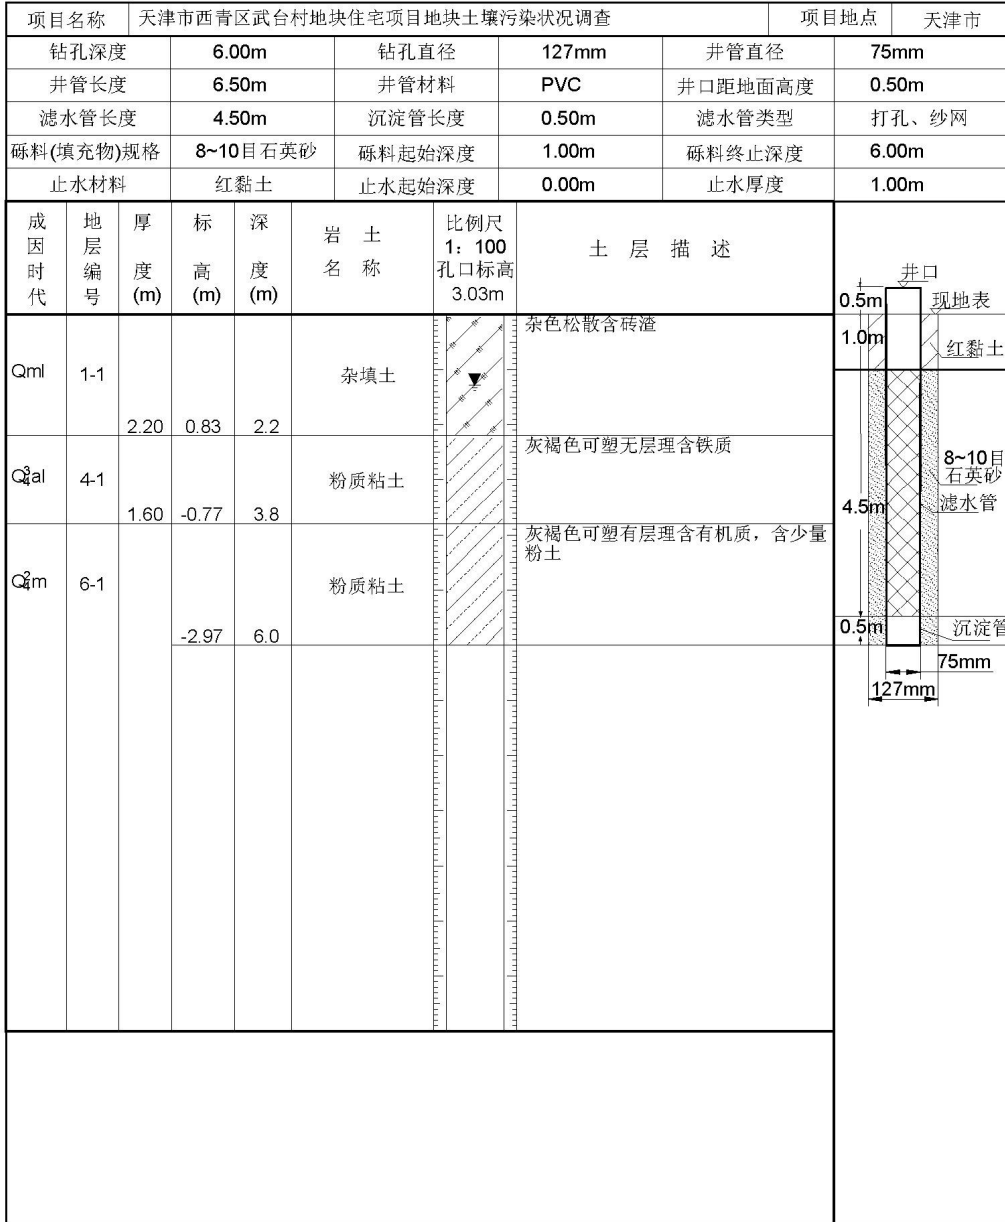 项目名称 天津市西青区武台村地块住宅项目地块土壤污染状况调查 项目地点 天津市
钻孔深度 6.00m 钻孔直径 127mm 井管直径 75mm
井管长度 6.50m 井管材料 PVC 井口距地面高度 0.50m
滤水管长度 4.50m 沉淀管长度 0.50m 滤水管类型 打孔、纱网
砾料(填充物)规格 8~10目石英砂 砾料起始深度 1.00m 砾料终止深度 6.00m
止水材料 红黏土 止水起始深度 0.00m 止水厚度 1.00m
成因时代 地层编号 厚度(m) 标高(m) 深度(m) 岩土名称 比例尺 1：100 孔口标高 3.03m 土层描述
Qml 1-1 2.20 0.83 2.2 杂填土 杂色松散含砖渣
Q₄³al 4-1 1.60 -0.77 3.8 粉质粘土 灰褐色可塑无层理含铁质
Q₄²m 6-1 -2.97 6.0 粉质粘土 灰褐色可塑有层理含有机质，含少量
粉土
井口
0.5m 现地表
1.0m 红黏土
8~10目
石英砂
4.5m 滤水管
0.5m 沉淀管
75mm
127mm